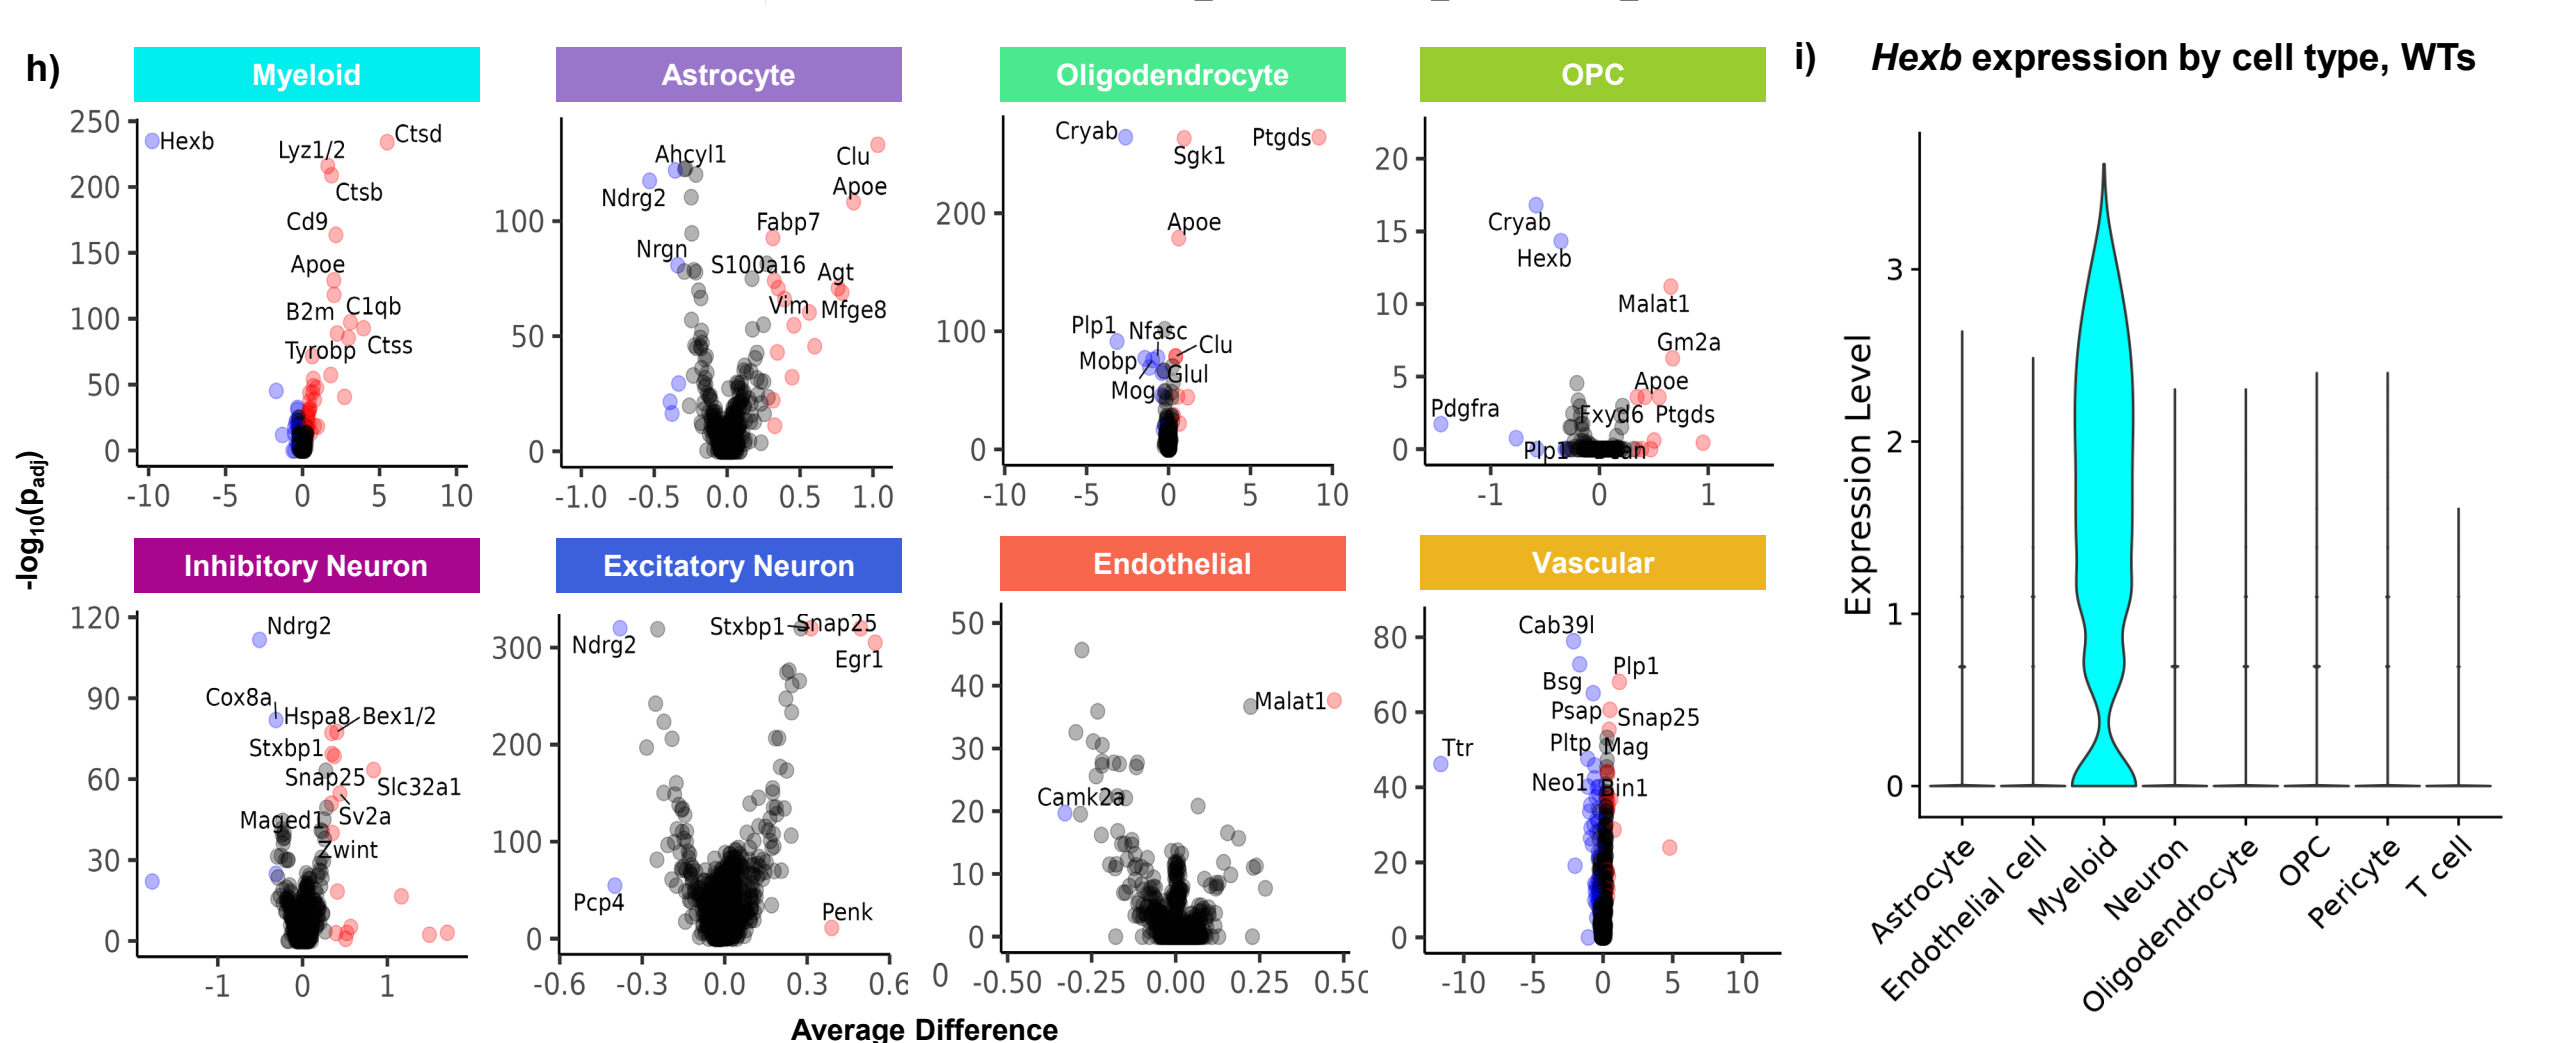 h)
Myeloid
Astrocyte
Oligodendrocyte
OPC
i)
Hexb expression by cell type, WTs
-log10(padj)
250
200
150
100
50
0
-10 -5 0 5 10
Hexb
Ctsd
Lyz1/2
Ctsb
Cd9
Apoe
B2m
C1qb
Tyrobp
Ctss
100
50
0
-1.0 -0.5 0.0 0.5 1.0
Ahcyl1
Clu
Ndrg2
Apoe
Fabp7
Nrgn
S100a16
Agt
Vim
Mfge8
200
100
0
-10 -5 0 5 10
Cryab
Sgk1
Ptgds
Apoe
Plp1
Nfasc
Clu
Mobp
Glul
Mog
20
15
10
5
0
-1 0 1
Cryab
Hexb
Malat1
Gm2a
Apoe
Pdgfra
Fxyd6
Ptgds
Plp1
Inhibitory Neuron
Excitatory Neuron
Endothelial
Vascular
120
90
60
30
0
-1 0 1
Ndrg2
Cox8a
Hspa8
Bex1/2
Stxbp1
Snap25
Slc32a1
Maged1
Sv2a
Zwint
300
200
100
0
-0.6 -0.3 0.0 0.3 0.6
Stxbp1
Snap25
Ndrg2
Egr1
Pcp4
Penk
50
40
30
20
10
0
0
-0.50 -0.25 0.00 0.25 0.50
Malat1
Camk2a
80
60
40
20
0
-10 -5 0 5 10
Cab39l
Plp1
Bsg
Psap
Snap25
Ttr
Pltp
Mag
Neo1
Bin1
Average Difference
Expression Level
3
2
1
0
Astrocyte
Endothelial cell
Myeloid
Neuron
Oligodendrocyte
OPC
Pericyte
T cell